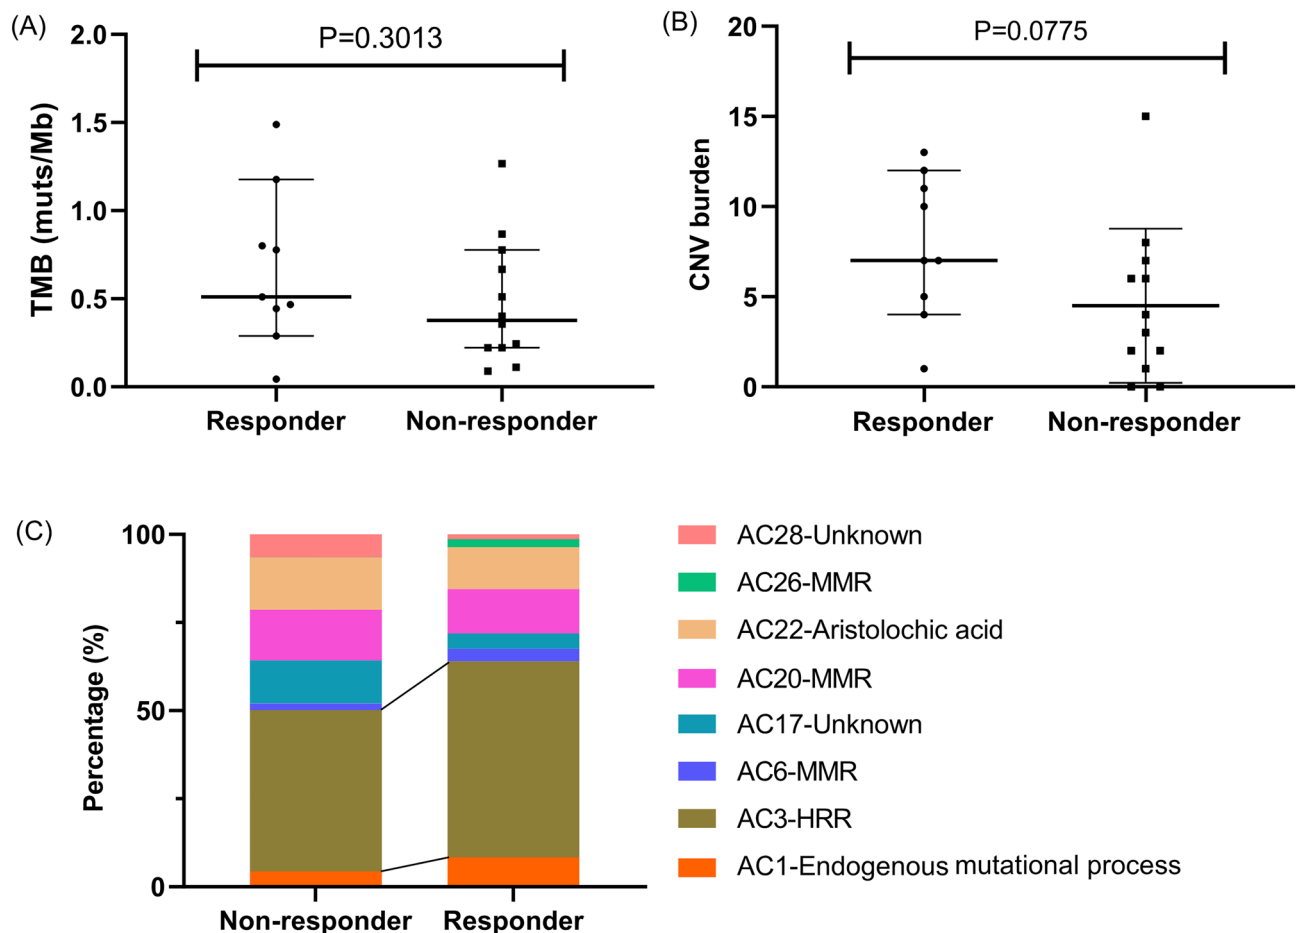 (A)
P=0.3013
2.0
1.5
1.0
0.5
0.0
TMB (muts/Mb)
Responder
Non-responder
(B)
P=0.0775
20
15
10
5
0
CNV burden
Responder
Non-responder
(C)
100
50
0
Percentage (%)
Non-responder
Responder
AC28-Unknown
AC26-MMR
AC22-Aristolochic acid
AC20-MMR
AC17-Unknown
AC6-MMR
AC3-HRR
AC1-Endogenous mutational process